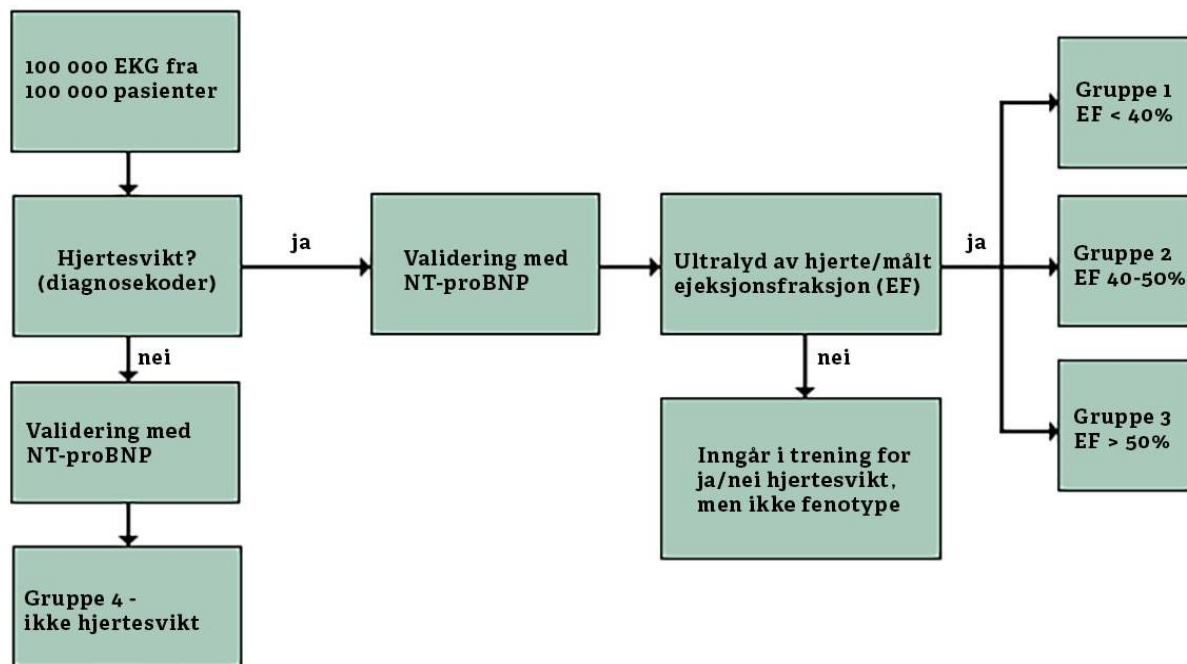 100 000 EKG fra
100 000 pasienter
Hjertesvikt?
(diagnosekoder)
ja
Validering med
NT-proBNP
Ultralyd av hjerte/målt
ejeksjonsfraksjon (EF)
ja
Gruppe 1
EF < 40%
Gruppe 2
EF 40-50%
Gruppe 3
EF > 50%
nei
Inngår i trening for
ja/nei hjertesvikt,
men ikke fenotype
nei
Validering med
NT-proBNP
Gruppe 4 -
ikke hjertesvikt